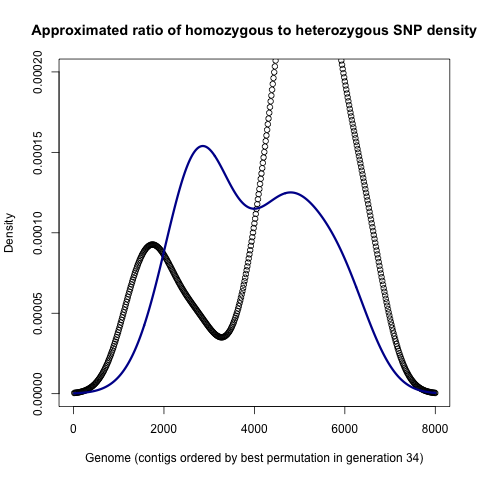 Approximated ratio of homozygous to heterozygous SNP density
Density
0.00020
0.00015
0.00010
0.00005
0.00000
0 2000 4000 6000 8000
Genome (contigs ordered by best permutation in generation 34)